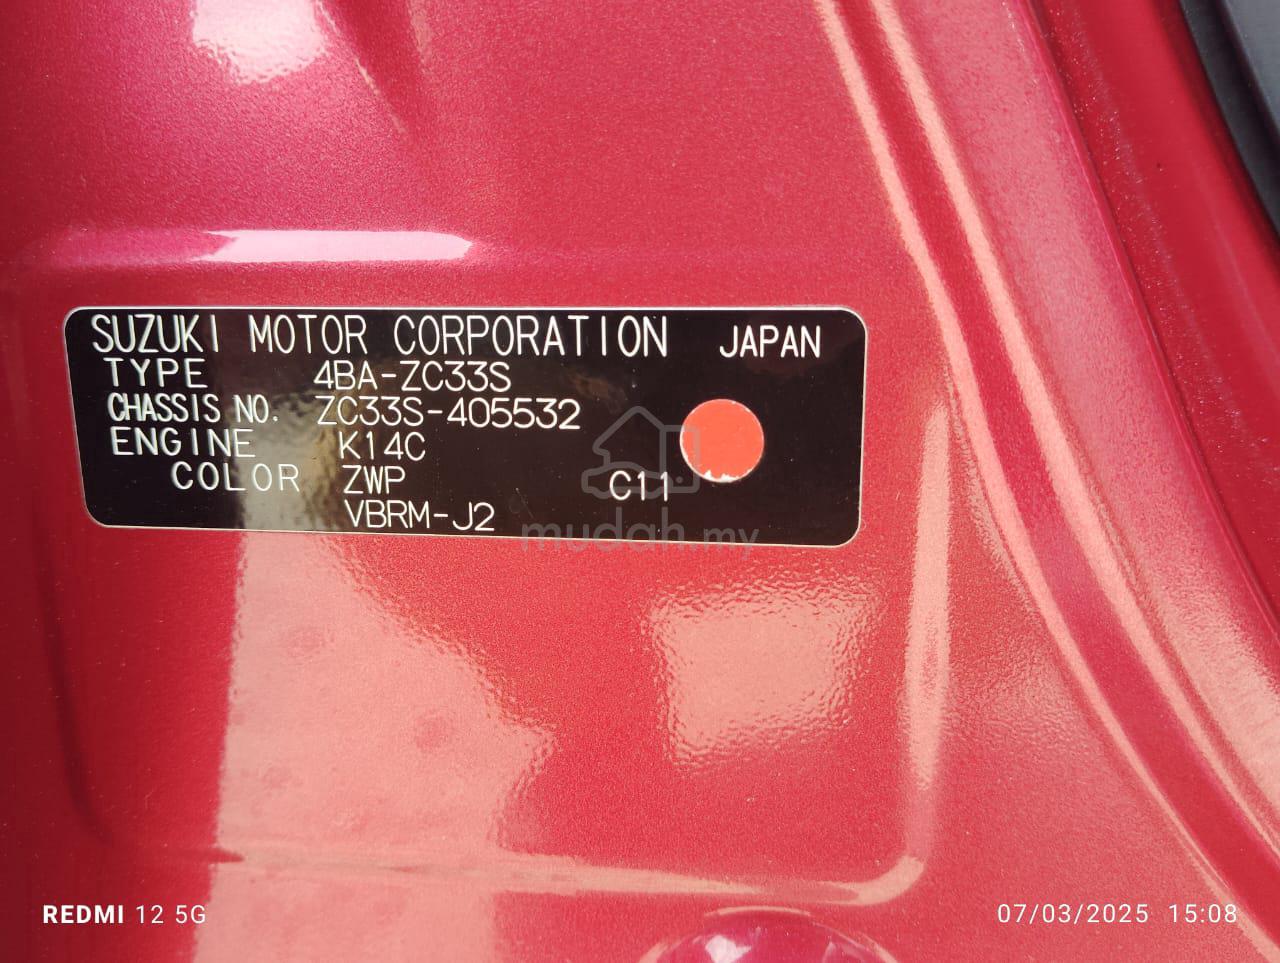 SUZUKI MOTOR CORPORATION JAPAN
TYPE 4BA-ZC33S
CHASSIS NO. ZC33S-405532
ENGINE K14C
COLOR ZWP C11
VBRM-J2
mudah.my
REDMI 12 5G
07/03/2025 15:08